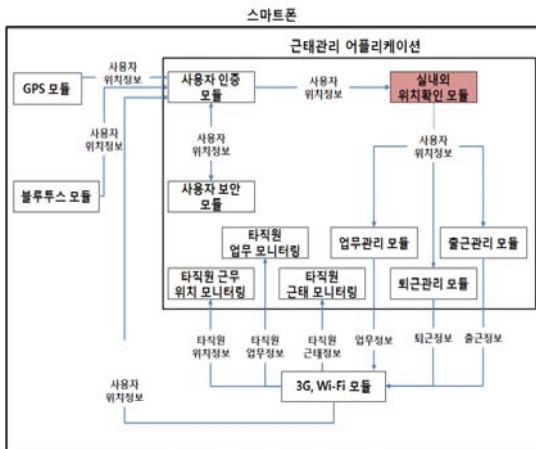 스마트폰
근태관리 어플리케이션
GPS 모듈
사용자
위치정보
사용자 인증
모듈
사용자
위치정보
실내외
위치확인 모듈
사용자
위치정보
사용자
위치정보
사용자
위치정보
블루투스 모듈
사용자 보안
모듈
타직원
업무 모니터링
업무관리 모듈
출근관리 모듈
타직원 근무
위치 모니터링
타직원
근태 모니터링
퇴근관리 모듈
타직원
위치정보
타직원
업무정보
타직원
근태정보
업무정보
퇴근정보
출근정보
사용자
위치정보
3G, Wi-Fi 모듈